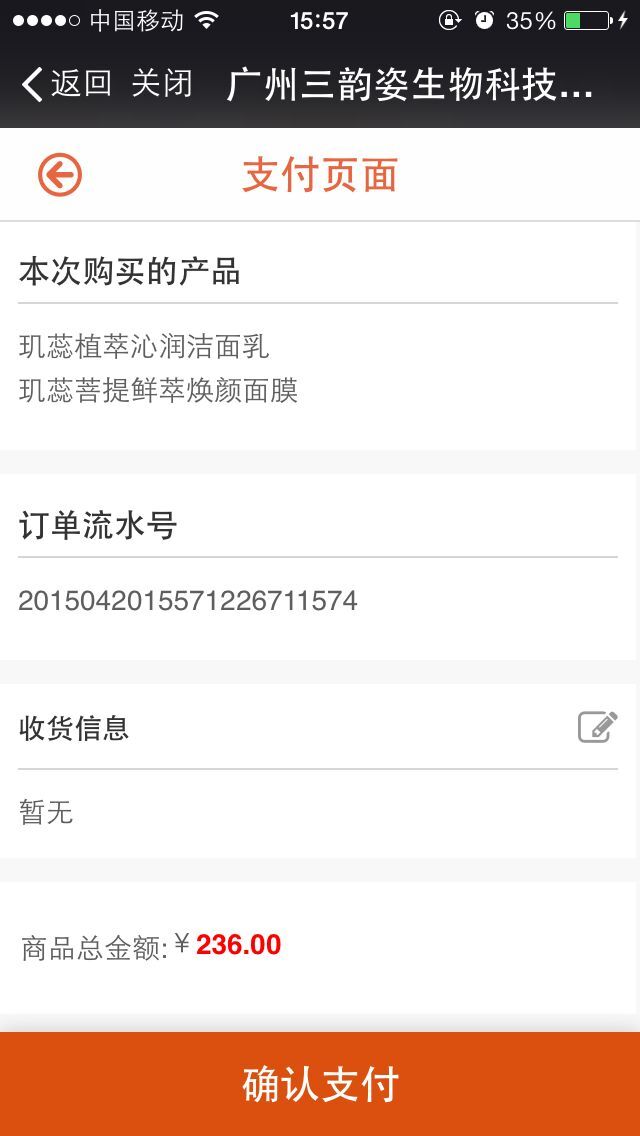 中国移动 15:57 35%
返回 关闭 广州三韵姿生物科技...
支付页面
本次购买的产品
玑蕊植萃沁润洁面乳
玑蕊菩提鲜萃焕颜面膜
订单流水号
2015042015571226711574
收货信息
暂无
商品总金额:￥236.00
确认支付